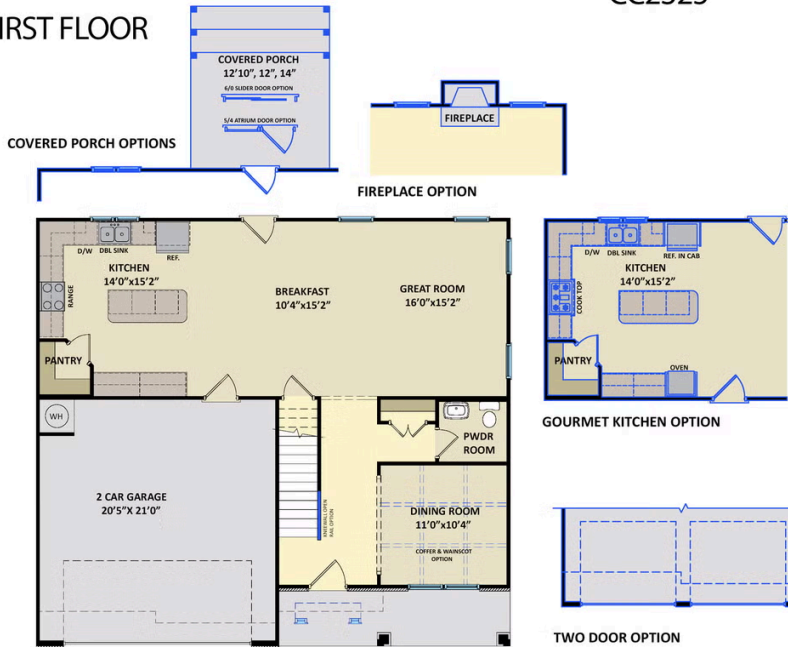 IRST FLOOR
COVERED PORCH
12'10", 12", 14"
6/0 SLIDER DOOR OPTION
5/4 ATRIUM DOOR OPTION
COVERED PORCH OPTIONS
FIREPLACE
FIREPLACE OPTION
D/W DBL SINK
REF.
KITCHEN
14'0"x15'2"
RANGE
BREAKFAST
10'4"x15'2"
GREAT ROOM
16'0"x15'2"
PANTRY
WH
2 CAR GARAGE
20'5"X 21'0"
KNEEWALL OPEN
RAIL OPTION
PWDR
ROOM
DINING ROOM
11'0"x10'4"
COFFER & WAINSCOT
OPTION
D/W DBL SINK
REF. IN CAB
KITCHEN
14'0"x15'2"
COOK TOP
PANTRY
OVEN
GOURMET KITCHEN OPTION
TWO DOOR OPTION